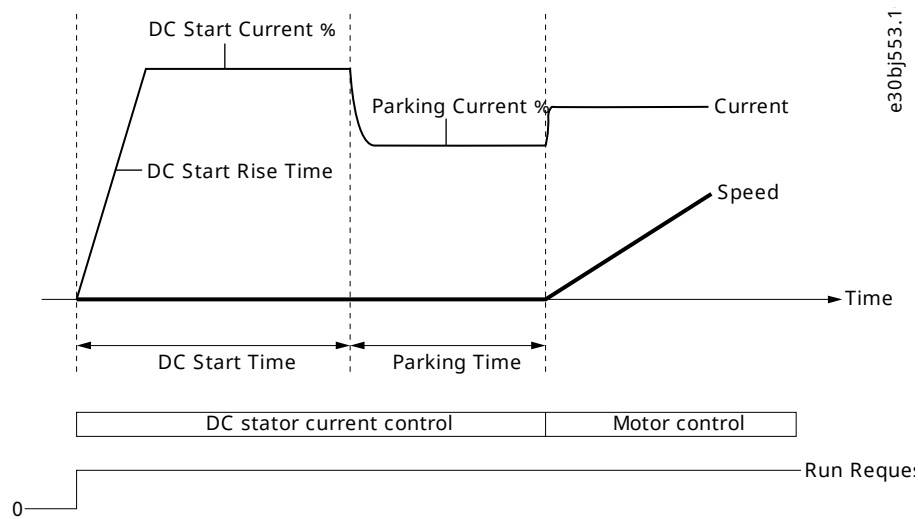 DC Start Current %
e30bj553.1
Parking Current %
Current
DC Start Rise Time
Speed
Time
DC Start Time
Parking Time
DC stator current control
Motor control
Run Reques
0